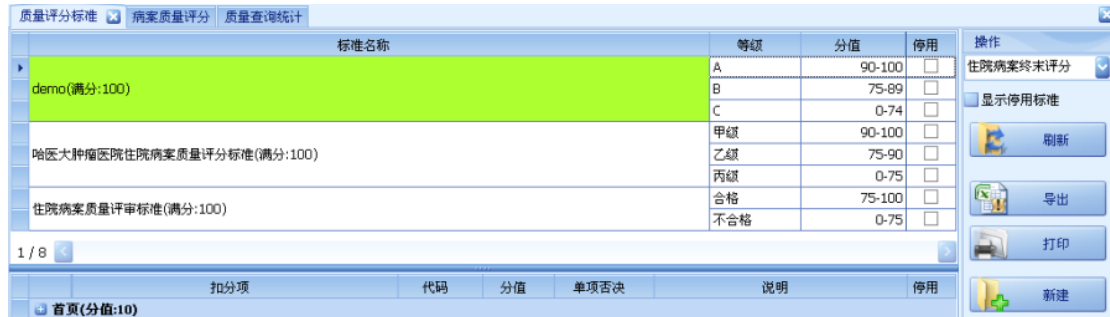 质量评分标准 病案质量评分 质量查询统计
标准名称 等级 分值 停用
demo(满分:100)
A 90-100
B 75-89
C 0-74
哈医大肿瘤医院住院病案质量评分标准(满分:100)
甲级 90-100
乙级 75-90
丙级 0-75
住院病案质量评审标准(满分:100)
合格 75-100
不合格 0-75
1 / 8
扣分项 代码 分值 单项否决 说明 停用
首页(分值:10)
操作
住院病案终末评分
显示停用标准
刷新
导出
打印
新建